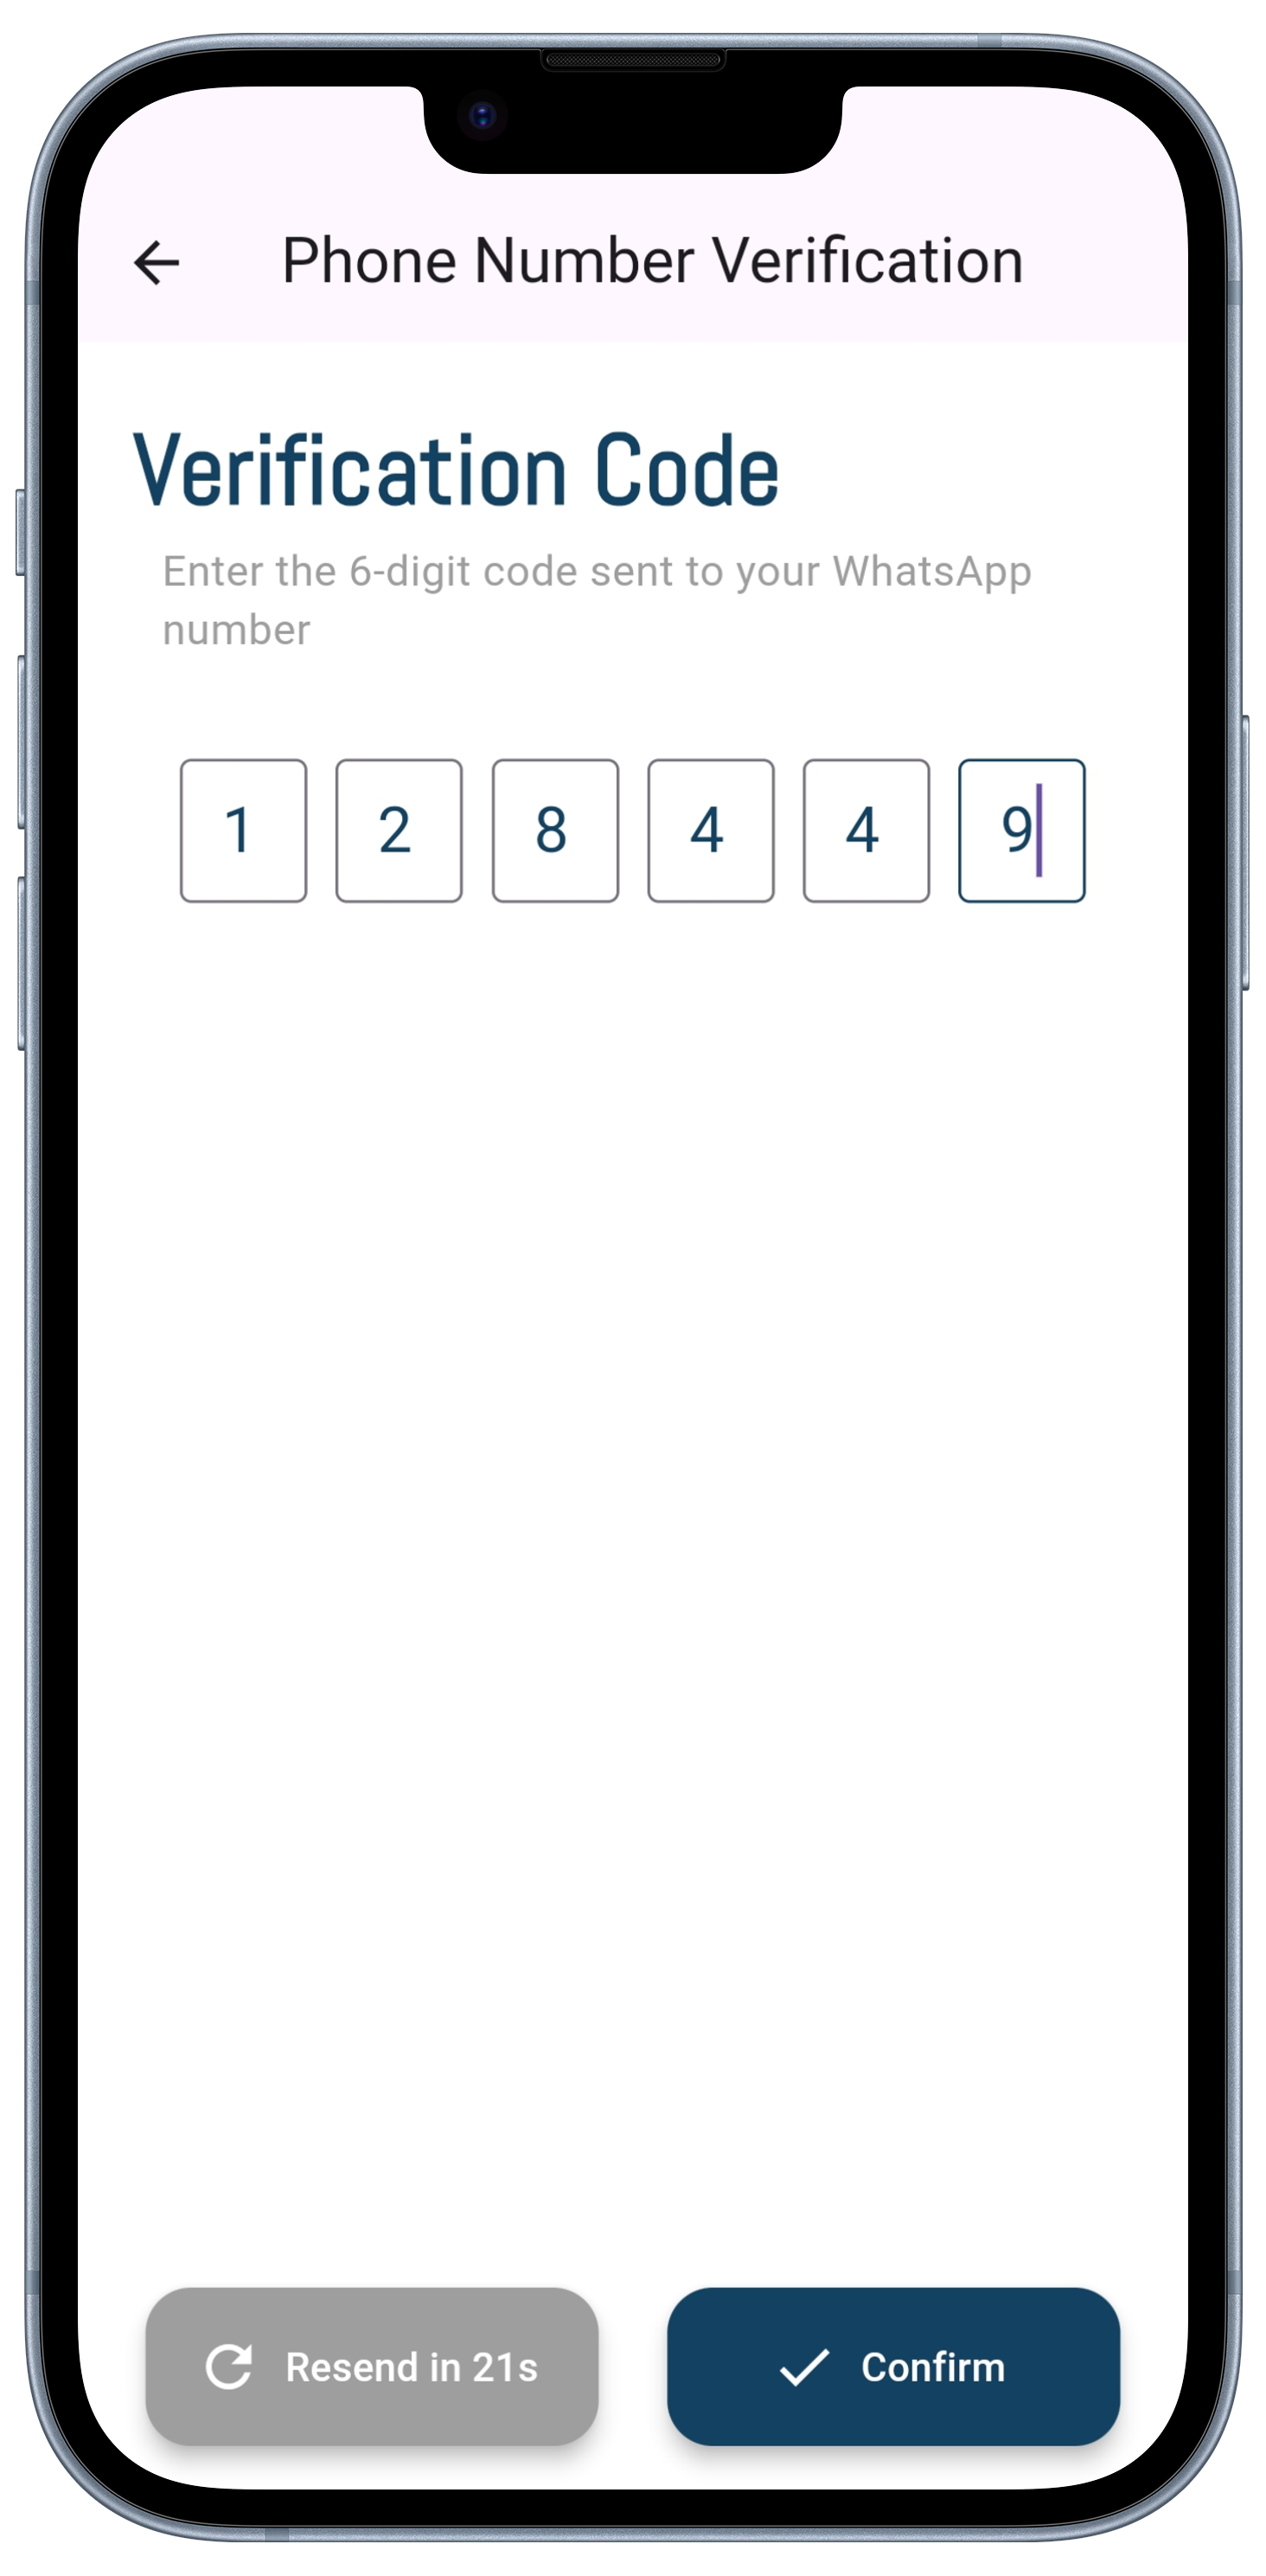 Phone Number Verification
Verification Code
Enter the 6-digit code sent to your WhatsApp
number
1 2 8 4 4 9
Resend in 21s Confirm